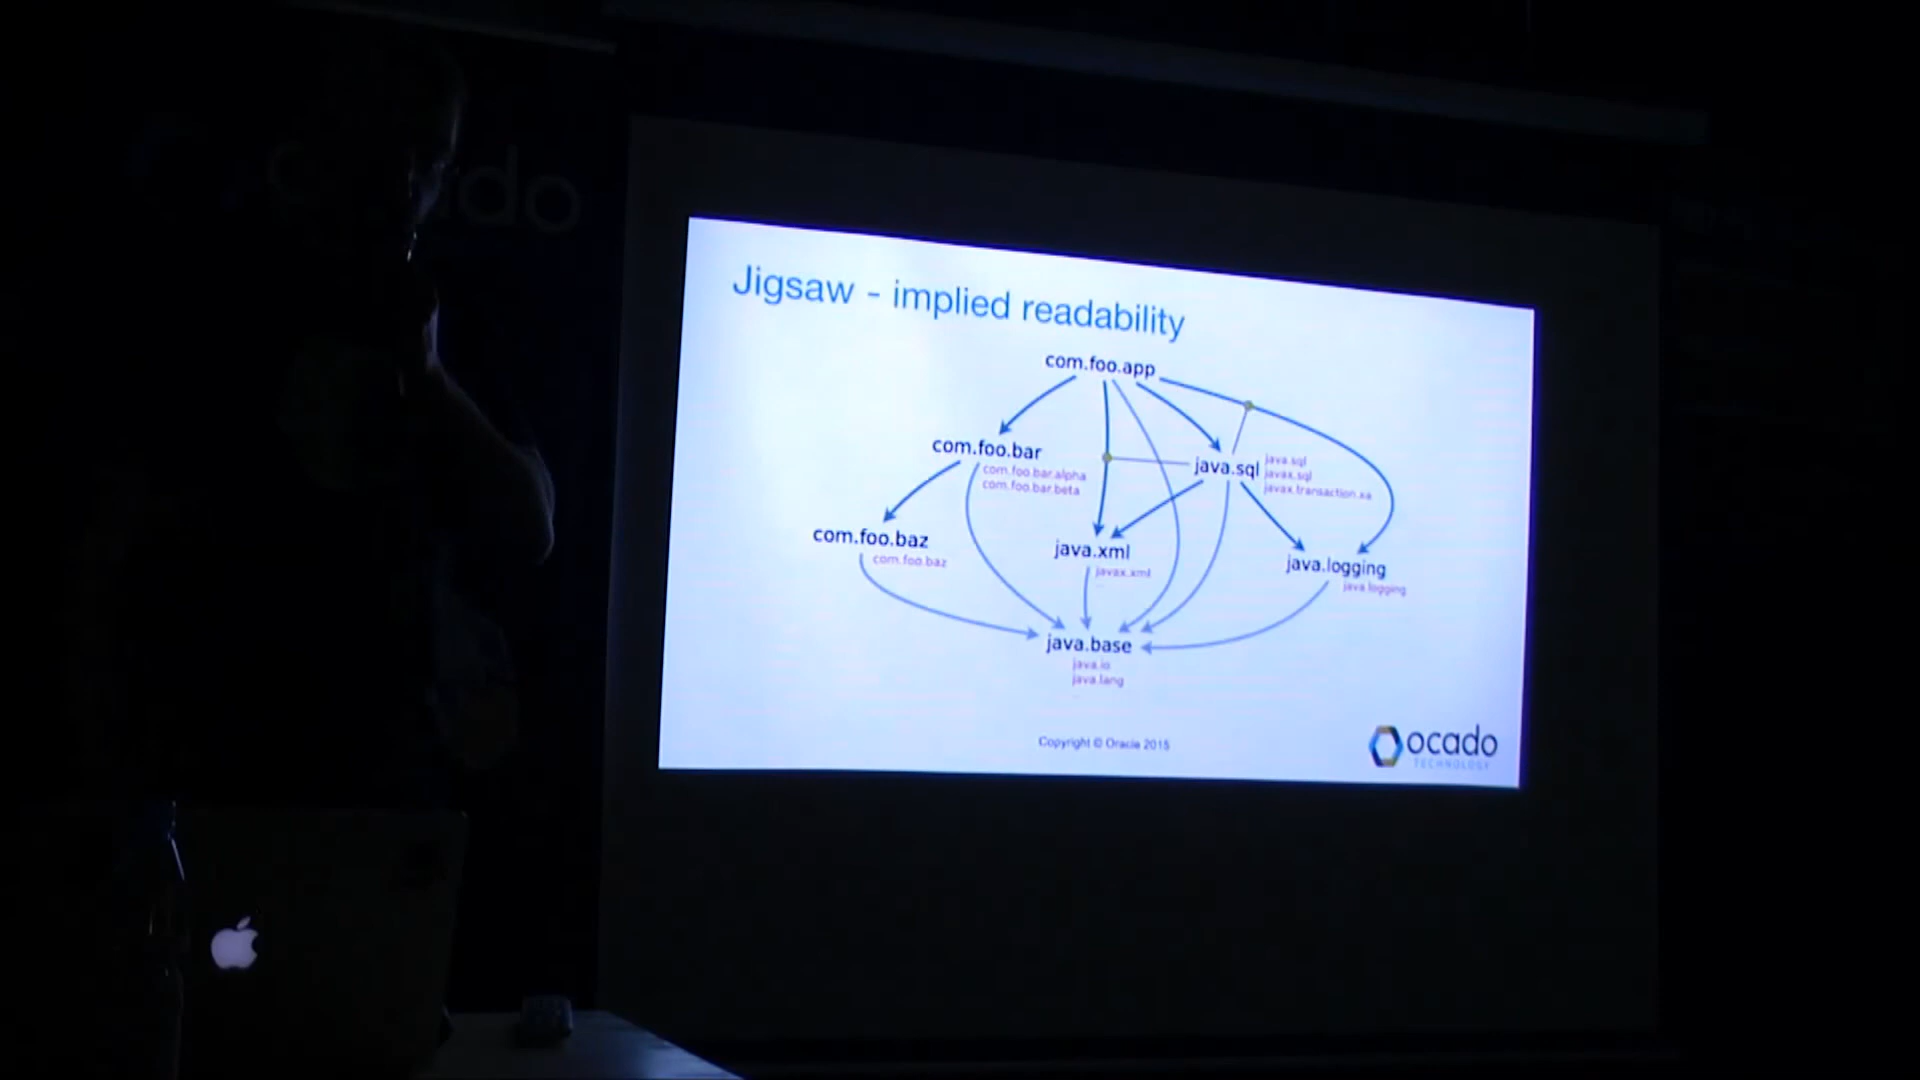 ocado
Jigsaw - implied readability
com.foo.app
com.foo.bar
com.foo.bar.alpha
com.foo.bar.beta
java.sql
java.sql
javax.sql
javax.transaction.xa
com.foo.baz
com.foo.baz
java.xml
javax.xml
java.logging
java.logging
java.base
java.io
java.lang
Copyright © Oracle 2015
ocado
TECHNOLOGY